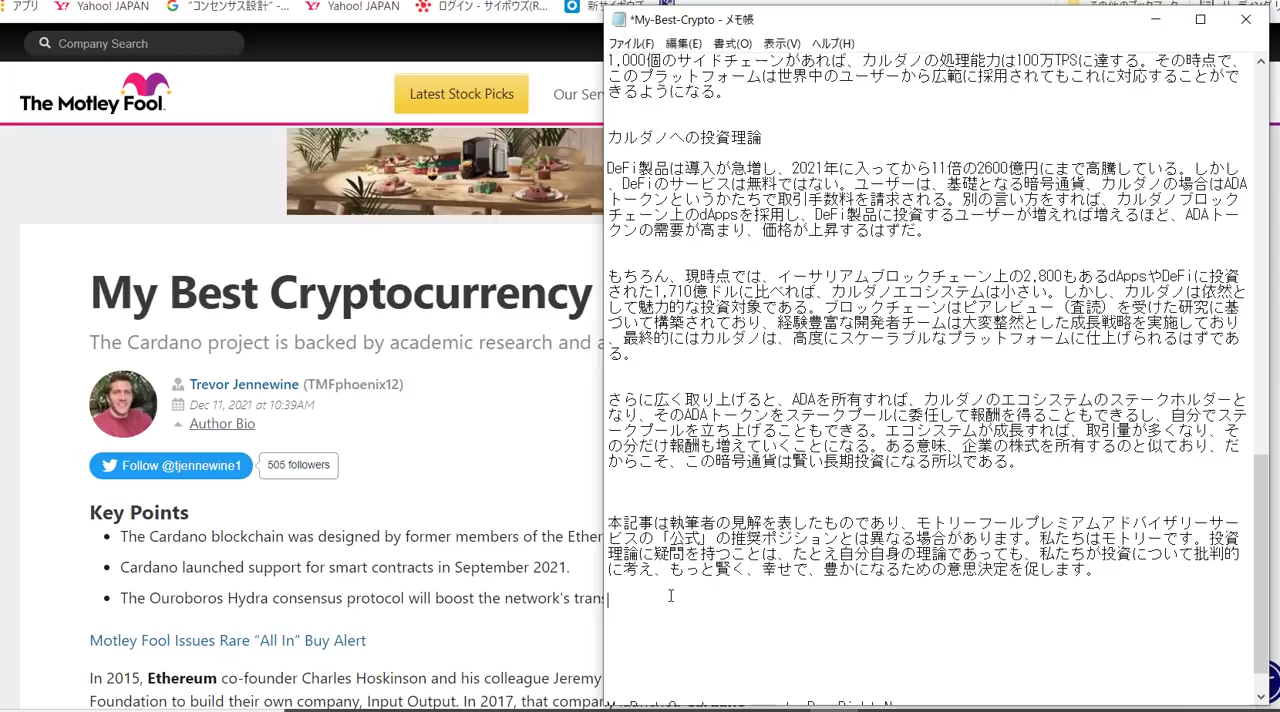 アプリ Yahoo! JAPAN "コンセンサス設計" -... Yahoo! JAPAN ログイン - サイボウズ(R...
Company Search
The Motley Fool.
Latest Stock Picks
Our Ser
My Best Cryptocurrency
The Cardano project is backed by academic research and a
Trevor Jennewine (TMFphoenix12)
Dec 11, 2021 at 10:39AM
Author Bio
Follow @tjennewine1 505 followers
Key Points
The Cardano blockchain was designed by former members of the Ether
Cardano launched support for smart contracts in September 2021.
The Ouroboros Hydra consensus protocol will boost the network's trans
Motley Fool Issues Rare “All In” Buy Alert
In 2015, Ethereum co-founder Charles Hoskinson and his colleague Jeremy
Foundation to build their own company, Input Output. In 2017, that compan
*My-Best-Crypto - メモ帳
ファイル(F) 編集(E) 書式(O) 表示(V) ヘルプ(H)
1,000個のサイドチェーンがあれば、カルダノの処理能力は100万TPSに達する。その時点で、
このプラットフォームは世界中のユーザーから広範に採用されてもこれに対応することがで
きるようになる。
カルダノへの投資理論
DeFi製品は導入が急増し、2021年に入ってから11倍の2600億円にまで高騰している。しかし
、DeFiのサービスは無料ではない。ユーザーは、基礎となる暗号通貨、カルダノの場合はADA
トークンというかたちで取引手数料を請求される。別の言い方をすれば、カルダノブロック
チェーン上のdAppsを採用し、DeFi製品に投資するユーザーが増えれば増えるほど、ADAトー
クンの需要が高まり、価格が上昇するはずだ。
もちろん、現時点では、イーサリアムブロックチェーン上の2,800もあるdAppsやDeFiに投資
された1,710億ドルに比べれば、カルダノエコシステムは小さい。しかし、カルダノは依然と
して魅力的な投資対象である。ブロックチェーンはピアレビュー（査読）を受けた研究に基
づいて構築されており、経験豊富な開発者チームは大変整然とした成長戦略を実施しており
、最終的にはカルダノは、高度にスケーラブルなプラットフォームに仕上げられるはずであ
る。
さらに広く取り上げると、ADAを所有すれば、カルダノのエコシステムのステークホルダーと
なり、そのADAトークンをステークプールに委任して報酬を得ることもできるし、自分でステ
ークプールを立ち上げることもできる。エコシステムが成長すれば、取引量が多くなり、そ
の分だけ報酬も増えていくことになる。ある意味、企業の株式を所有するのと似ており、だ
からこそ、この暗号通貨は賢い長期投資になる所以である。
本記事は執筆者の見解を表したものであり、モトリーフールプレミアムアドバイザリーサー
ビスの「公式」の推奨ポジションとは異なる場合があります。私たちはモトリーです。投資
理論に疑問を持つことは、たとえ自分自身の理論であっても、私たちが投資について批判的
に考え、もっと賢く、幸せで、豊かになるための意思決定を促します。